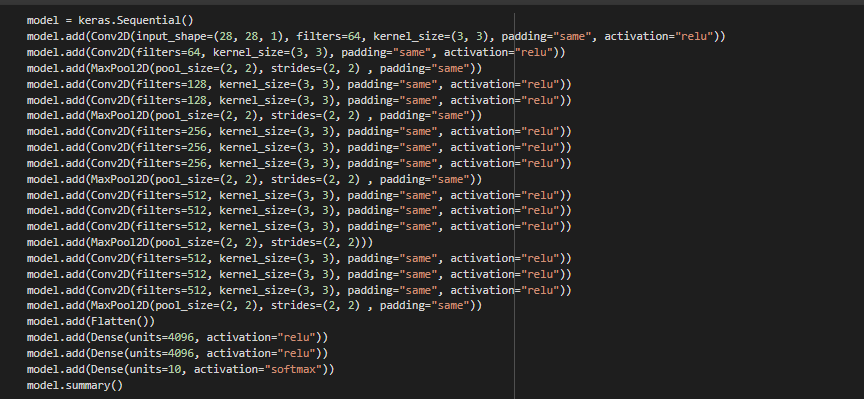 model = keras.Sequential()
model.add(Conv2D(input_shape=(28, 28, 1), filters=64, kernel_size=(3, 3), padding="same", activation="relu"))
model.add(Conv2D(filters=64, kernel_size=(3, 3), padding="same", activation="relu"))
model.add(MaxPool2D(pool_size=(2, 2), strides=(2, 2) , padding="same"))
model.add(Conv2D(filters=128, kernel_size=(3, 3), padding="same", activation="relu"))
model.add(Conv2D(filters=128, kernel_size=(3, 3), padding="same", activation="relu"))
model.add(MaxPool2D(pool_size=(2, 2), strides=(2, 2) , padding="same"))
model.add(Conv2D(filters=256, kernel_size=(3, 3), padding="same", activation="relu"))
model.add(Conv2D(filters=256, kernel_size=(3, 3), padding="same", activation="relu"))
model.add(Conv2D(filters=256, kernel_size=(3, 3), padding="same", activation="relu"))
model.add(MaxPool2D(pool_size=(2, 2), strides=(2, 2) , padding="same"))
model.add(Conv2D(filters=512, kernel_size=(3, 3), padding="same", activation="relu"))
model.add(Conv2D(filters=512, kernel_size=(3, 3), padding="same", activation="relu"))
model.add(Conv2D(filters=512, kernel_size=(3, 3), padding="same", activation="relu"))
model.add(MaxPool2D(pool_size=(2, 2), strides=(2, 2)))
model.add(Conv2D(filters=512, kernel_size=(3, 3), padding="same", activation="relu"))
model.add(Conv2D(filters=512, kernel_size=(3, 3), padding="same", activation="relu"))
model.add(Conv2D(filters=512, kernel_size=(3, 3), padding="same", activation="relu"))
model.add(MaxPool2D(pool_size=(2, 2), strides=(2, 2) , padding="same"))
model.add(Flatten())
model.add(Dense(units=4096, activation="relu"))
model.add(Dense(units=4096, activation="relu"))
model.add(Dense(units=10, activation="softmax"))
model.summary()